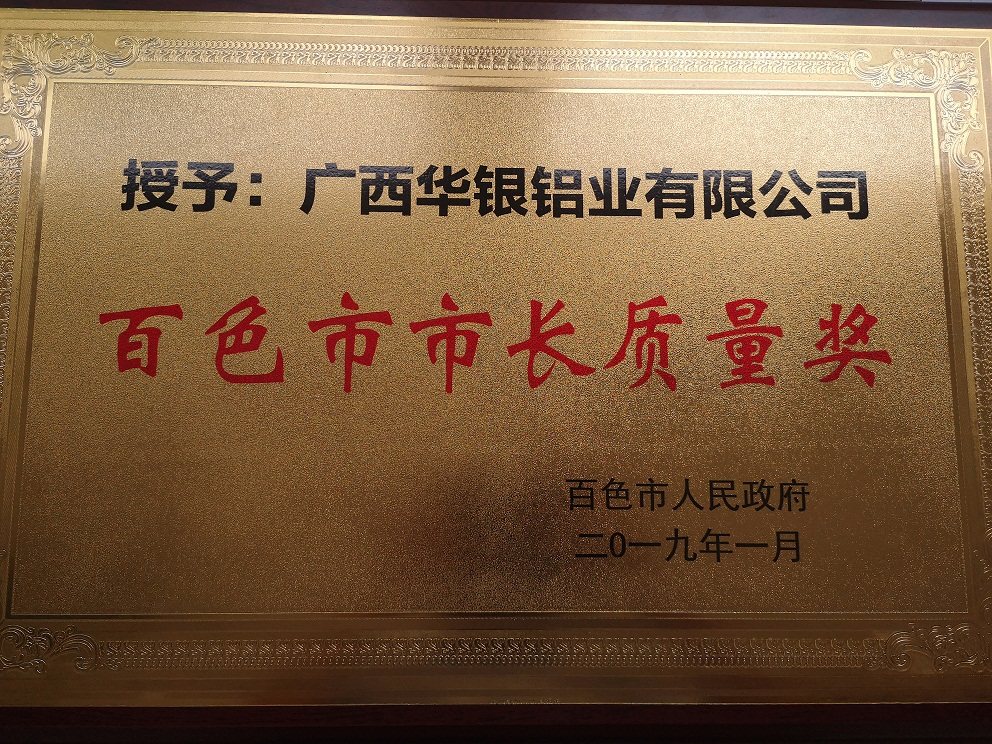 授予：广西华银铝业有限公司
百色市市长质量奖
百色市人民政府
二0一九年一月